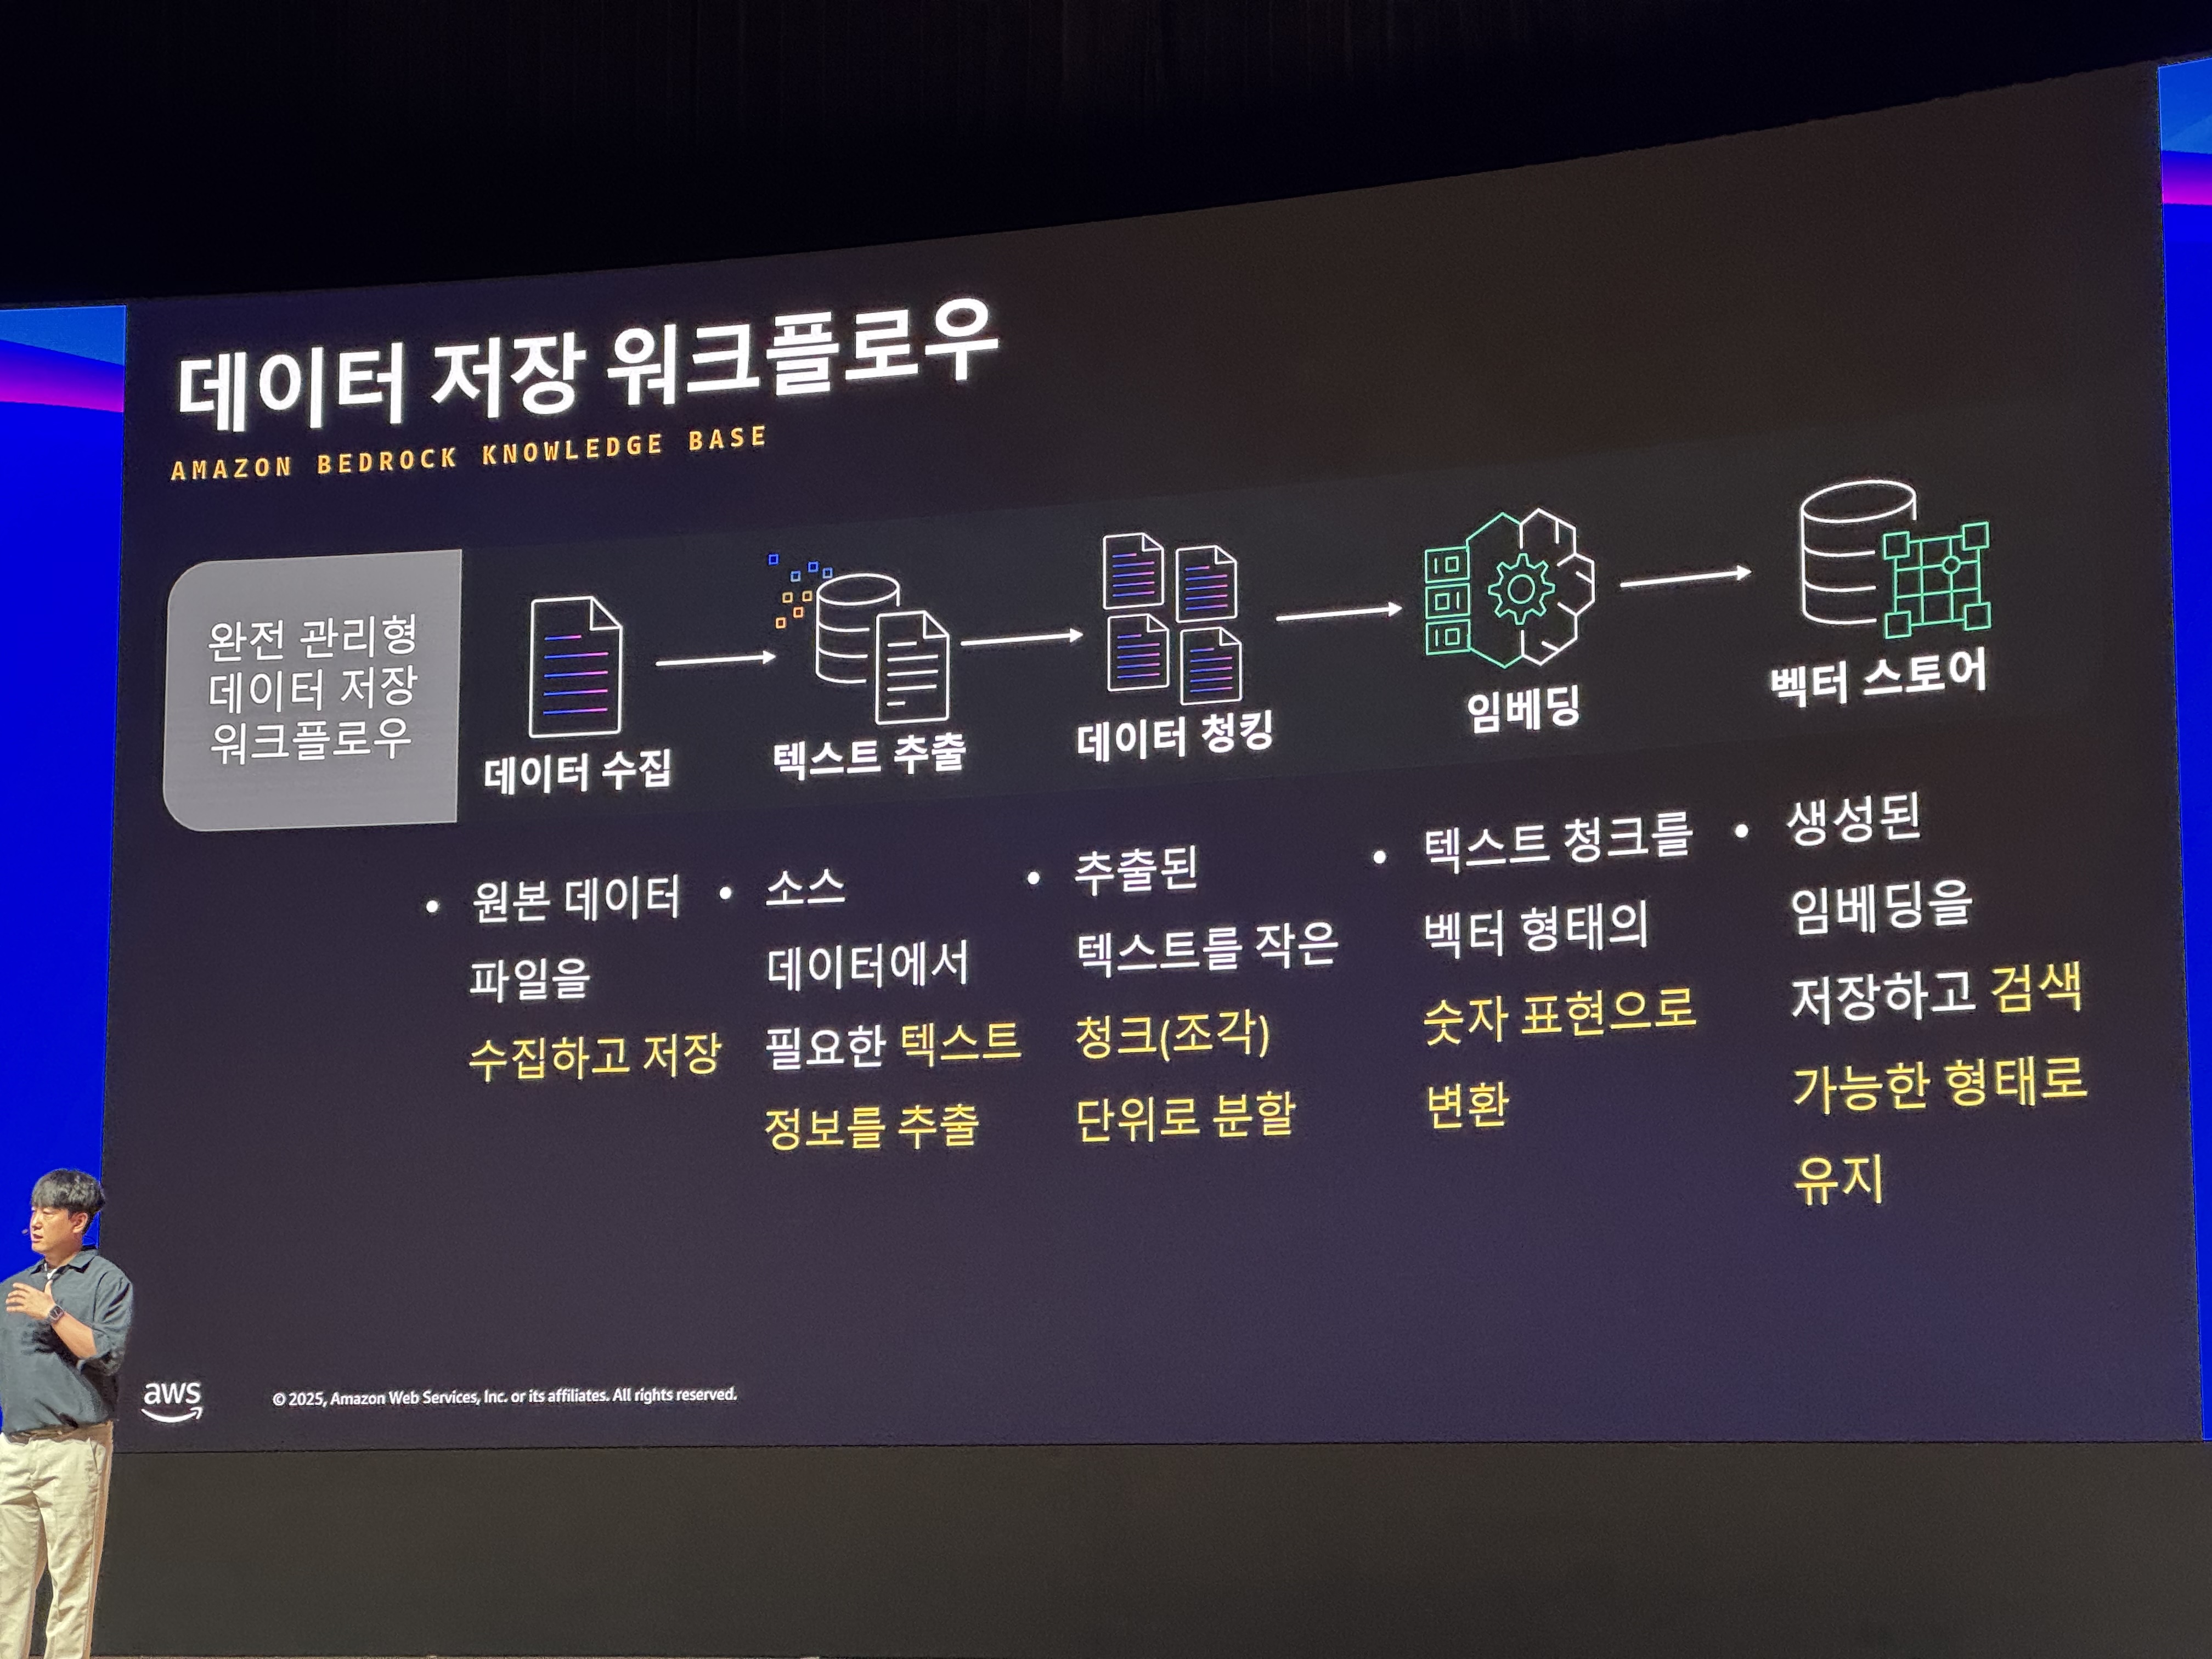 데이터 저장 워크플로우
AMAZON BEDROCK KNOWLEDGE BASE
완전 관리형
데이터 저장
워크플로우
데이터 수집
텍스트 추출
데이터 청킹
임베딩
벡터 스토어
• 원본 데이터
파일을
수집하고 저장
• 소스
데이터에서
필요한 텍스트
정보를 추출
• 추출된
텍스트를 작은
청크(조각)
단위로 분할
• 텍스트 청크를
벡터 형태의
숫자 표현으로
변환
• 생성된
임베딩을
저장하고 검색
가능한 형태로
유지
aws
© 2025, Amazon Web Services, Inc. or its affiliates. All rights reserved.